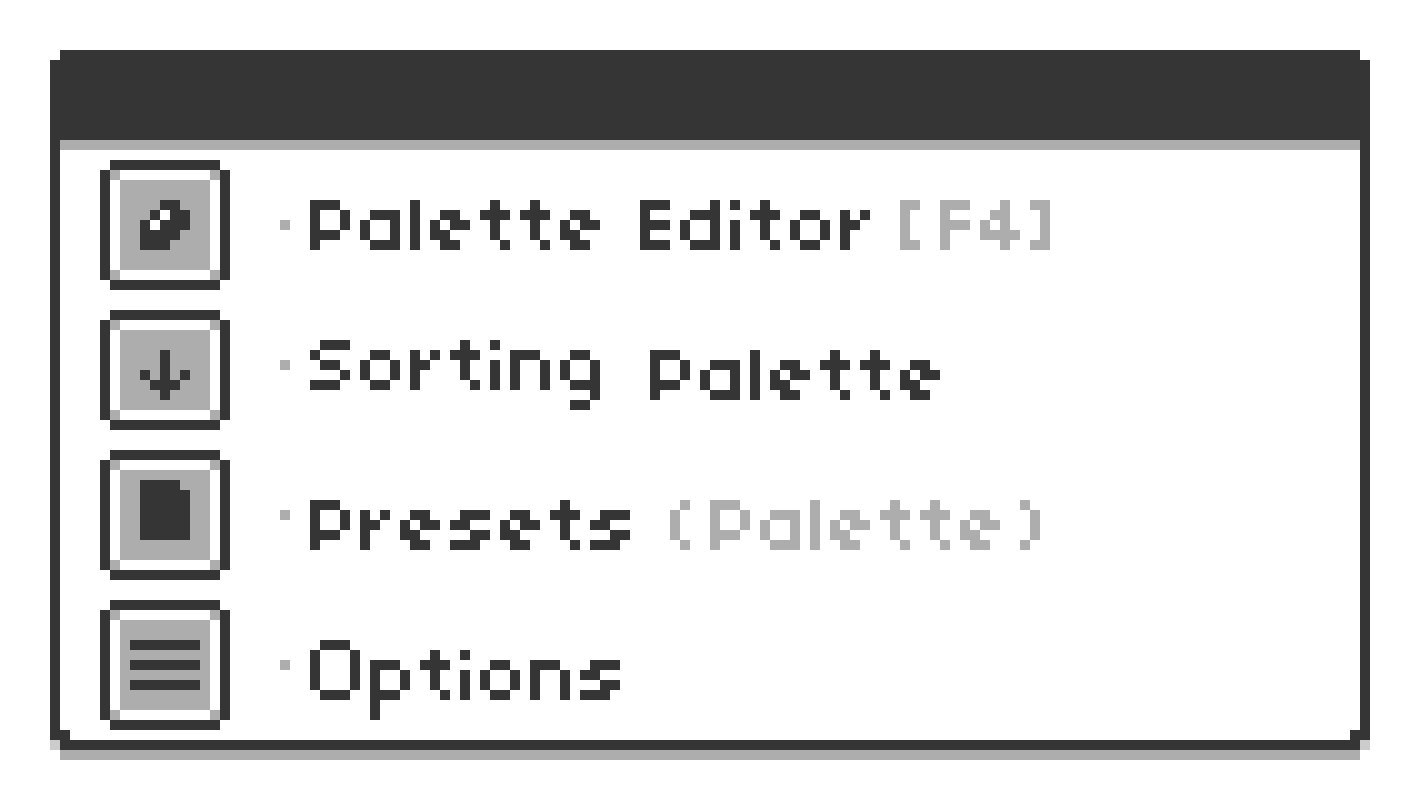 · Palette Editor [F4]
· Sorting Palette
· Presets (Palette)
· Options